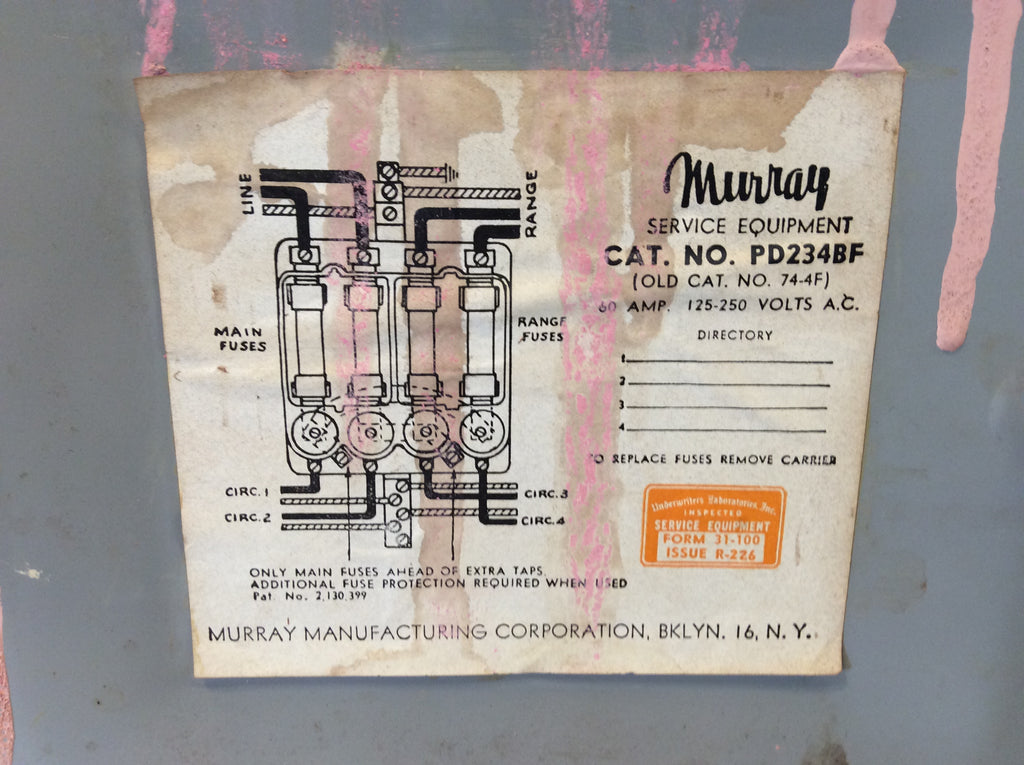 LINE
RANGE
MAIN
FUSES
RANGE
FUSES
CIRC. 1
CIRC. 2
CIRC. 3
CIRC. 4
ONLY MAIN FUSES AHEAD OF EXTRA TAPS.
ADDITIONAL FUSE PROTECTION REQUIRED WHEN USED
Pat. No. 2,130,399
Murray
SERVICE EQUIPMENT
CAT. NO. PD234BF
(OLD CAT. NO. 74-4F)
60 AMP. 125-250 VOLTS A.C.
DIRECTORY
1
2
3
4
TO REPLACE FUSES REMOVE CARRIER
Underwriters Laboratories, Inc.
INSPECTED
SERVICE EQUIPMENT
FORM 31-100
ISSUE R-226
MURRAY MANUFACTURING CORPORATION, BKLYN. 16, N. Y.